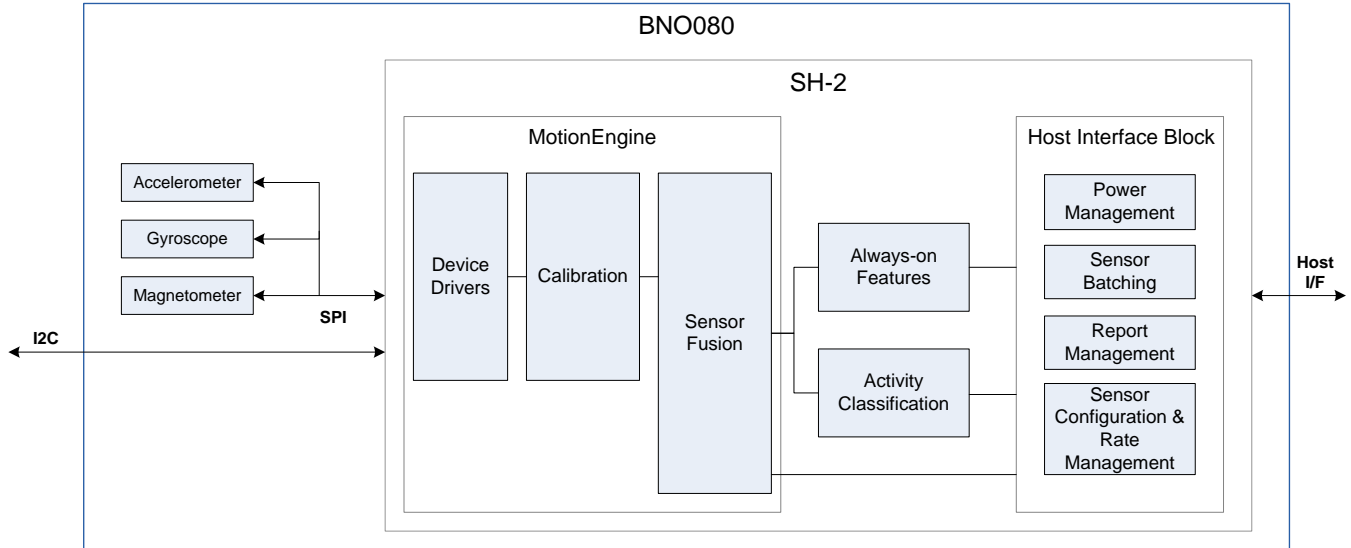 BNO080
SH-2
MotionEngine
Host Interface Block
Accelerometer
Gyroscope
Magnetometer
SPI
I2C
Device
Drivers
Calibration
Sensor
Fusion
Always-on
Features
Activity
Classification
Power
Management
Sensor
Batching
Report
Management
Sensor
Configuration &
Rate
Management
Host
I/F